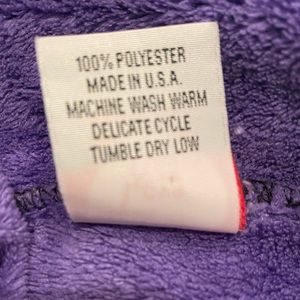 100% POLYESTER
MADE IN U.S.A.
MACHINE WASH WARM
DELICATE CYCLE
TUMBLE DRY LOW